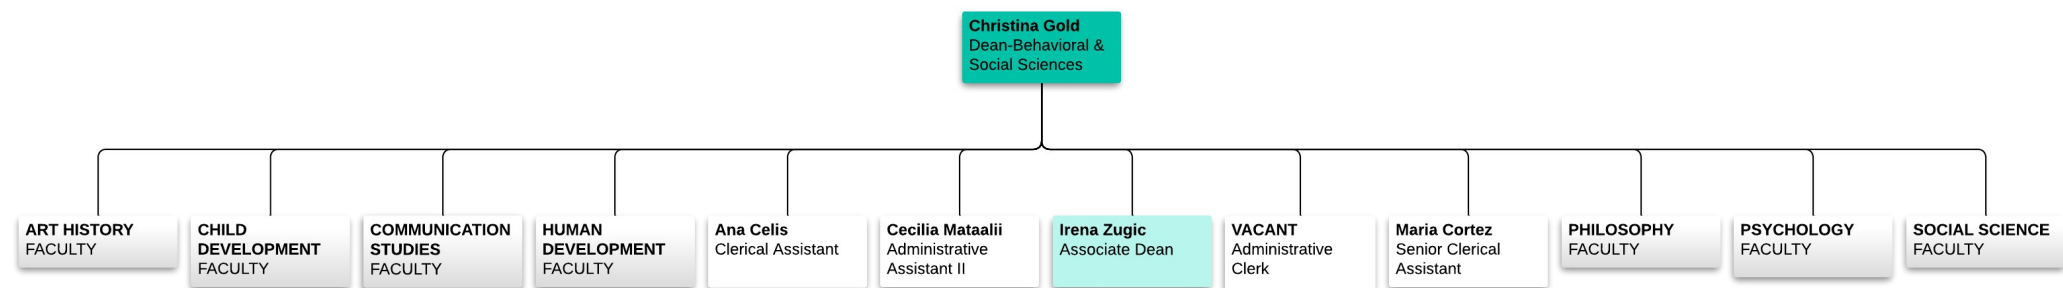 Christina Gold
Dean-Behavioral &
Social Sciences
ART HISTORY
FACULTY
CHILD
DEVELOPMENT
FACULTY
COMMUNICATION
STUDIES
FACULTY
HUMAN
DEVELOPMENT
FACULTY
Ana Celis
Clerical Assistant
Cecilia Mataalii
Administrative
Assistant II
Irena Zugic
Associate Dean
VACANT
Administrative
Clerk
Maria Cortez
Senior Clerical
Assistant
PHILOSOPHY
FACULTY
PSYCHOLOGY
FACULTY
SOCIAL SCIENCE
FACULTY